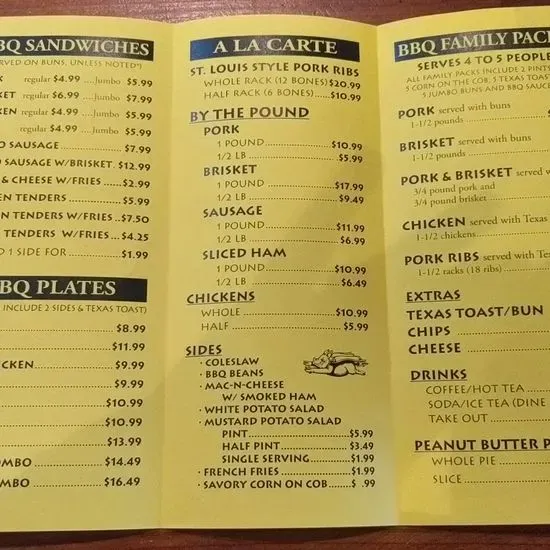 BQ SANDWICHES
ERVED ON BUNS, UNLESS NOTED*)
regular $4.99 ....Jumbo $5.99
KET regular $6.99 ...Jumbo $7.99
KEN regular $4.99 ...Jumbo $5.99
regular $4.99 ....Jumbo $5.99
O SAUSAGE ............ $7.99
SAUSAGE W/BRISKET. $12.99
& CHEESE W/FRIES ..... $2.99
EN TENDERS ............ $5.99
N TENDERS W/FRIES ..$7.50
TENDERS W/FRIES ...$4.25
D 1 SIDE FOR ............ $1.99
BQ PLATES
INCLUDE 2 SIDES & TEXAS TOAST)
$8.99
$11.99
ICKEN ............ $9.99
$9.99
$10.99
$10.99
$13.99
OMBO ............ $14.49
OMBO ............ $16.49
A LA CARTE
ST. LOUIS STYLE PORK RIBS
WHOLE RACK (12 BONES) $20.99
HALF RACK (6 BONES) .....$10.99
BY THE POUND
PORK
1 POUND ............ $10.99
1/2 LB ............ $5.99
BRISKET
1 POUND ............ $17.99
1/2 LB ............ $9.49
SAUSAGE
1 POUND ............ $11.99
1/2 LB ............ $6.99
SLICED HAM
1 POUND ............ $10.99
1/2 LB ............ $6.49
CHICKENS
WHOLE ............ $10.99
HALF ............ $5.99
SIDES
· COLESLAW
· BBQ BEANS
· MAC-N-CHEESE
W/ SMOKED HAM
· WHITE POTATO SALAD
· MUSTARD POTATO SALAD
PINT ............ $5.99
HALF PINT ............ $3.49
SINGLE SERVING ............ $1.99
· FRENCH FRIES ............ $1.99
· SAVORY CORN ON COB ........$ .99
BBQ FAMILY PACK
SERVES 4 TO 5 PEOPLE
ALL FAMILY PACKS INCLUDE 2 PINTS
5 CORN ON THE COB, 5 TEXAS TOAST
5 JUMBO BUNS AND BBQ SAUC
PORK served with buns
1-1/2 pounds ............
BRISKET served with buns
1-1/2 pounds ............
PORK & BRISKET served w
3/4 pound pork and
3/4 pound brisket ............
CHICKEN served with Texas
1-1/2 chickens ............
PORK RIBS served with Te
1-1/2 racks (18 ribs) ............
EXTRAS
TEXAS TOAST/BUN
CHIPS ............
CHEESE ............
DRINKS
COFFEE/HOT TEA ............
SODA/ICE TEA (DINE
TAKE OUT ............
PEANUT BUTTER P
WHOLE PIE ............
SLICE ............